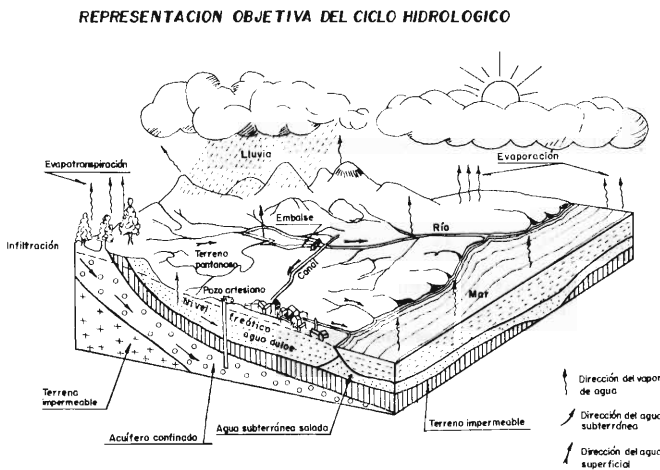 REPRESENTACION OBJETIVA DEL CICLO HIDROLOGICO
Lluvia
Evapotranspiración
Evaporación
Embalse
Río
Infiltración
Terreno
pantanoso
Canal
Pozo artesiano
Mar
Nivel
freático
agua dulce
Terreno
impermeable
Acuífero confinado
Agua subterránea salada
Terreno impermeable
Dirección del vapor
de agua
Dirección del agua
subterránea
Dirección del agua
superficial